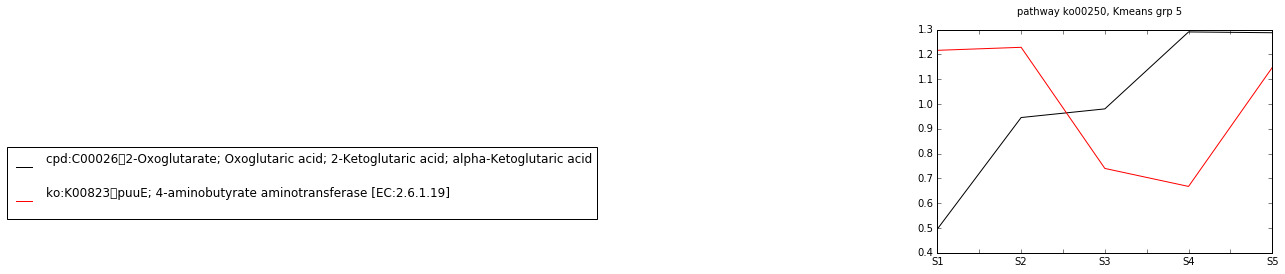 pathway ko00250, Kmeans grp 5
cpd:C00026▯2-Oxoglutarate; Oxoglutaric acid; 2-Ketoglutaric acid; alpha-Ketoglutaric acid
ko:K00823▯puuE; 4-aminobutyrate aminotransferase [EC:2.6.1.19]
1.3
1.2
1.1
1.0
0.9
0.8
0.7
0.6
0.5
0.4
S1 S2 S3 S4 S5